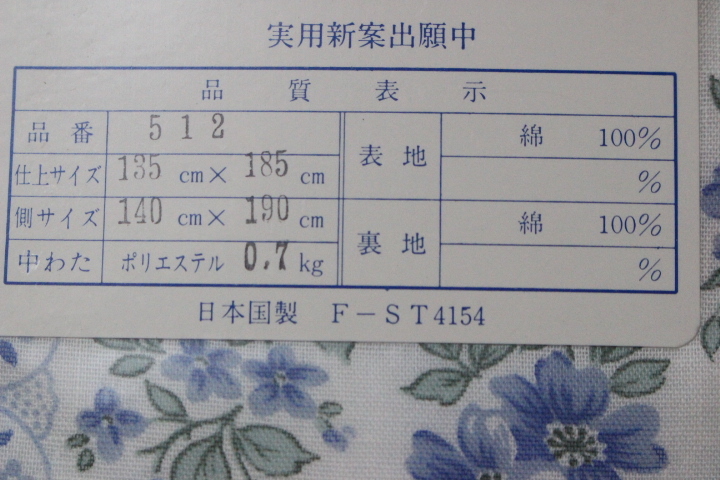 実用新案出願中
品質表示
品番 512
仕上サイズ 135 cm× 185 cm
側サイズ 140 cm× 190 cm
中わた ポリエステル 0.7 kg
表地 綿 100%
%
裏地 綿 100%
%
日本国製 F-ST4154